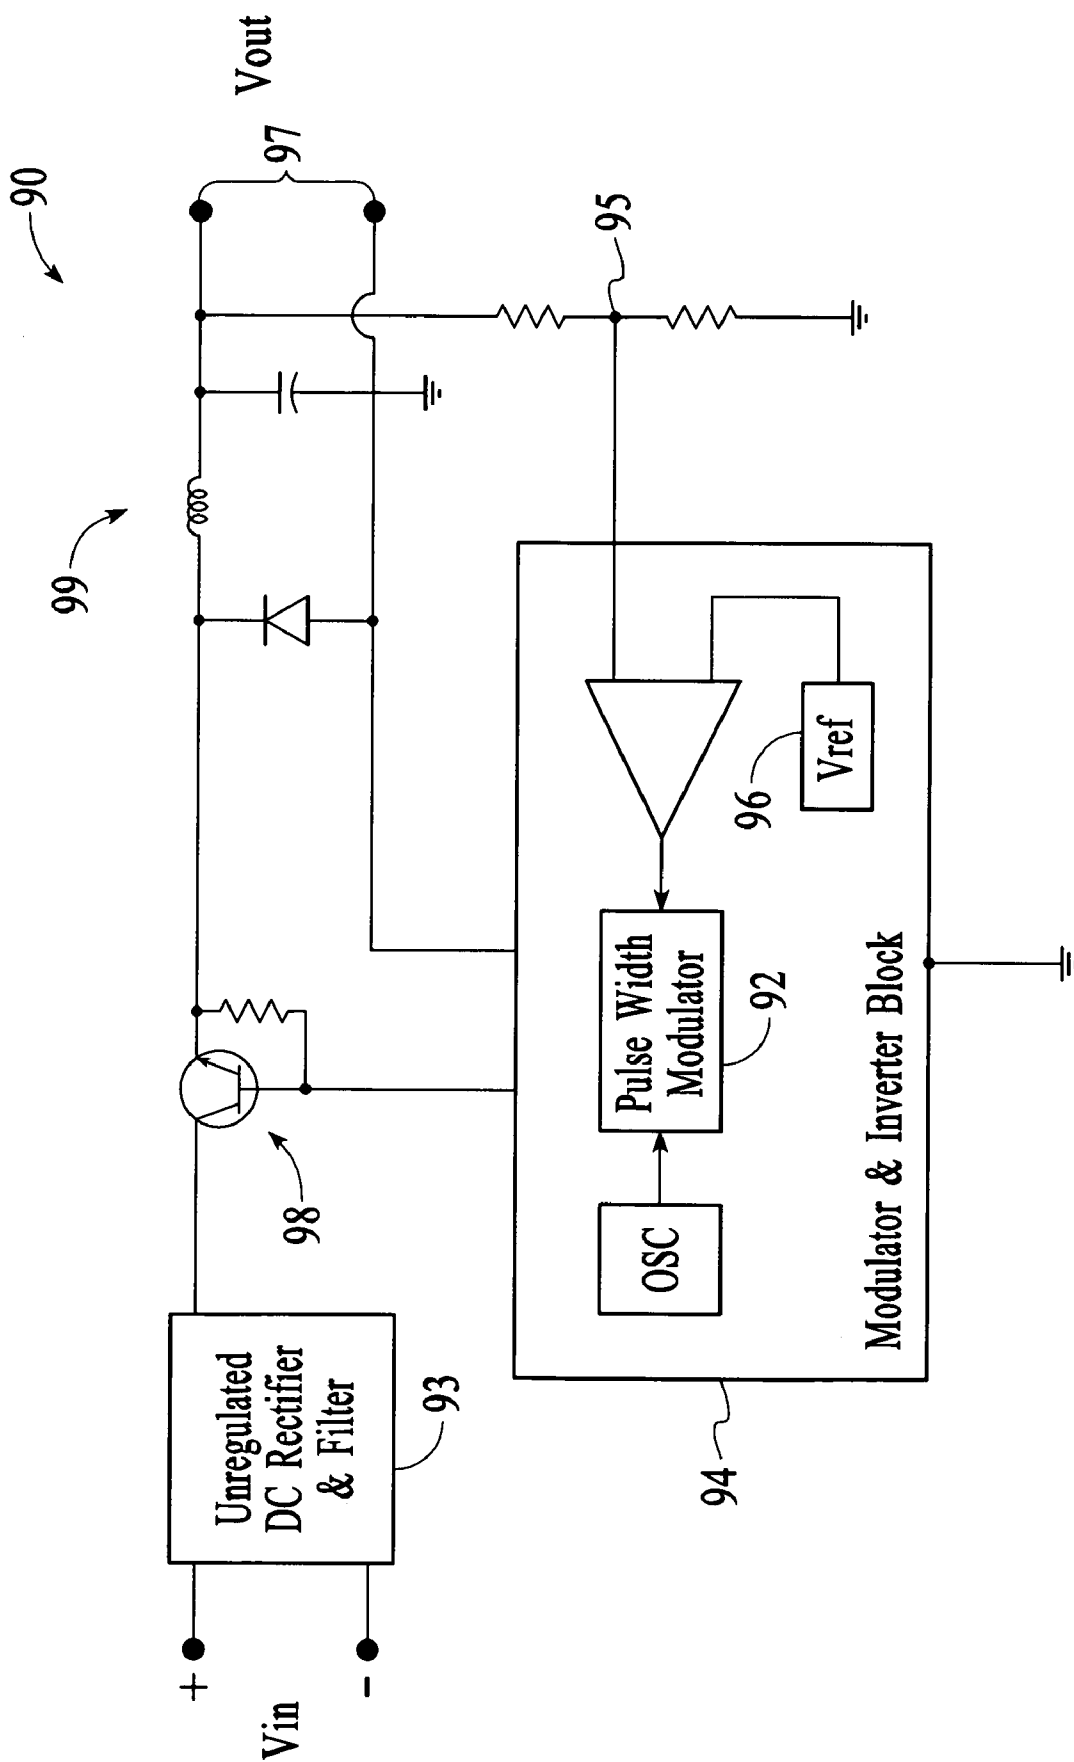 90
99
Vout
97
95
+
Vin
-
Unregulated
DC Rectifier
& Filter
93
98
94
OSC
Pulse Width
Modulator
92
96
Vref
Modulator & Inverter Block